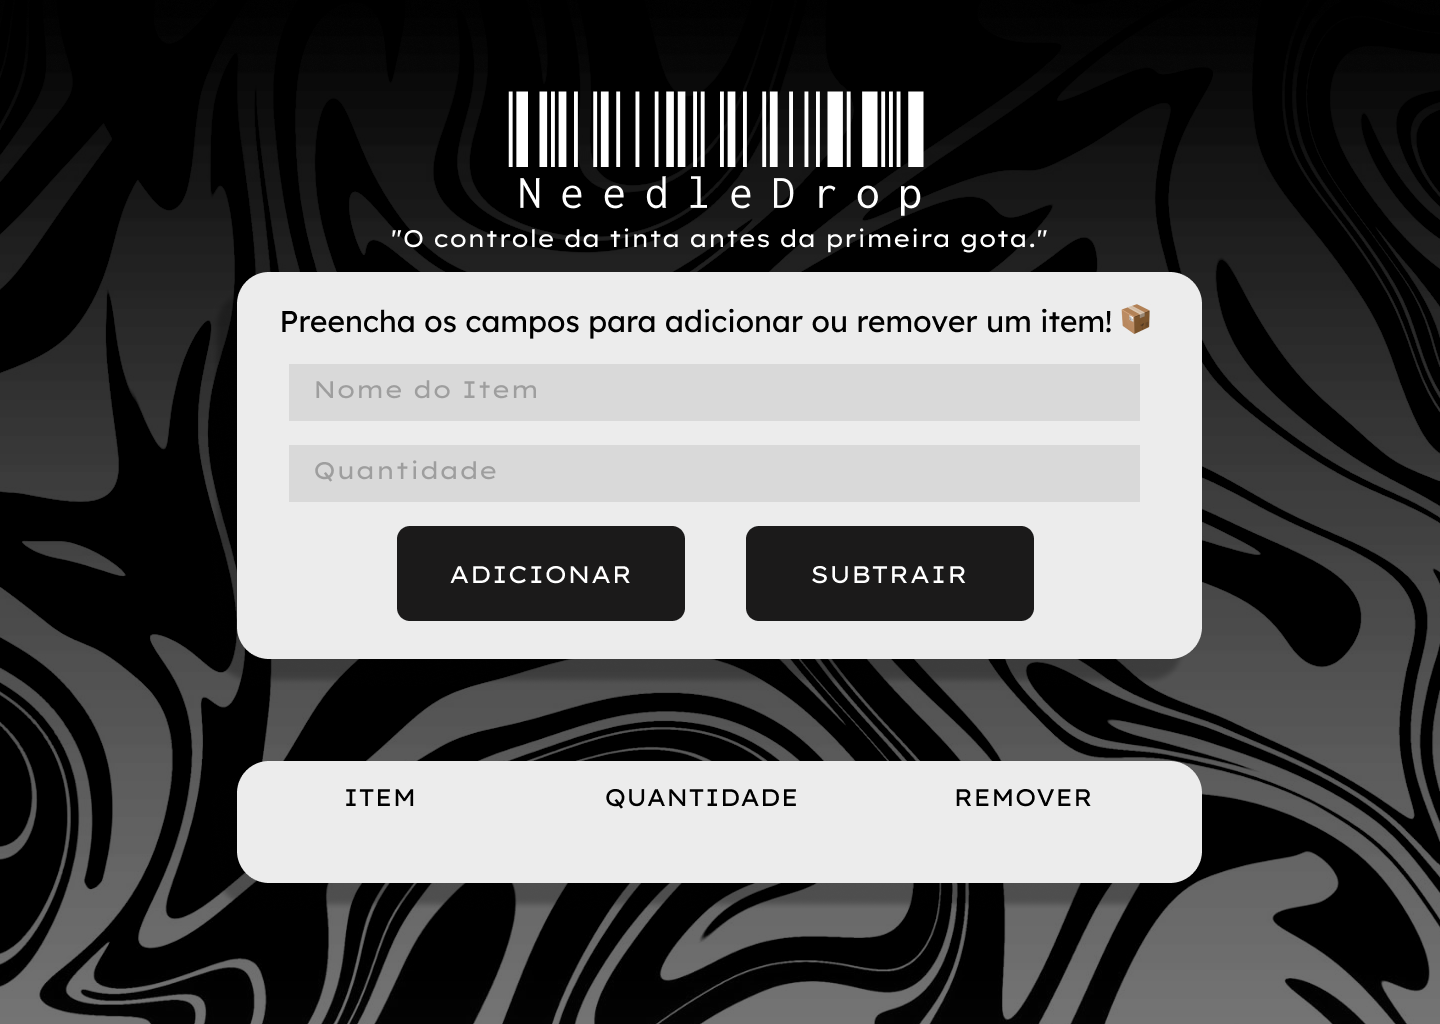 NeedleDrop
"O controle da tinta antes da primeira gota."
Preencha os campos para adicionar ou remover um item! 📦
Nome do Item
Quantidade
ADICIONAR SUBTRAIR
ITEM QUANTIDADE REMOVER